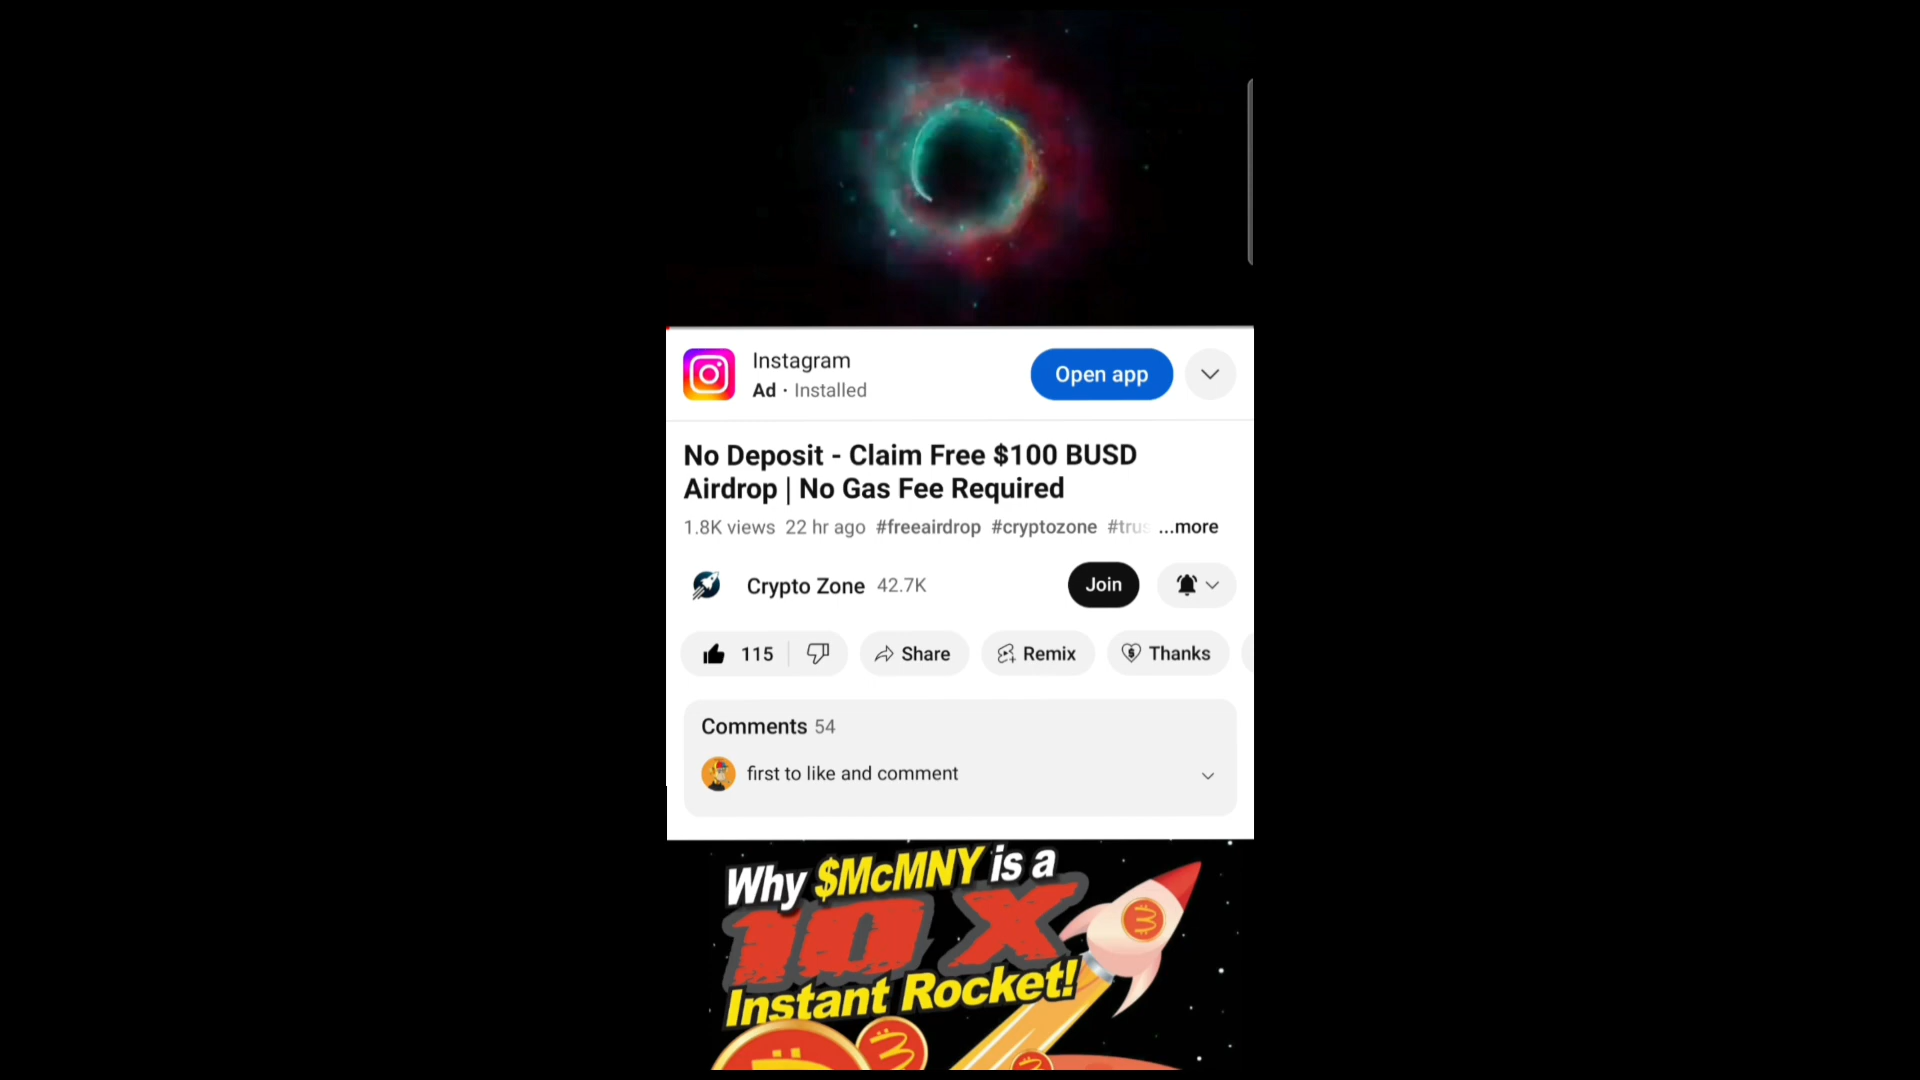 Instagram
Open app
Ad · Installed
No Deposit - Claim Free $100 BUSD
Airdrop | No Gas Fee Required
1.8K views 22 hr ago #freeairdrop #cryptozone #trus ...more
Crypto Zone 42.7K
Join
115
Share
Remix
Thanks
Comments 54
first to like and comment
Why $McMNY is a
10 X
Instant Rocket!